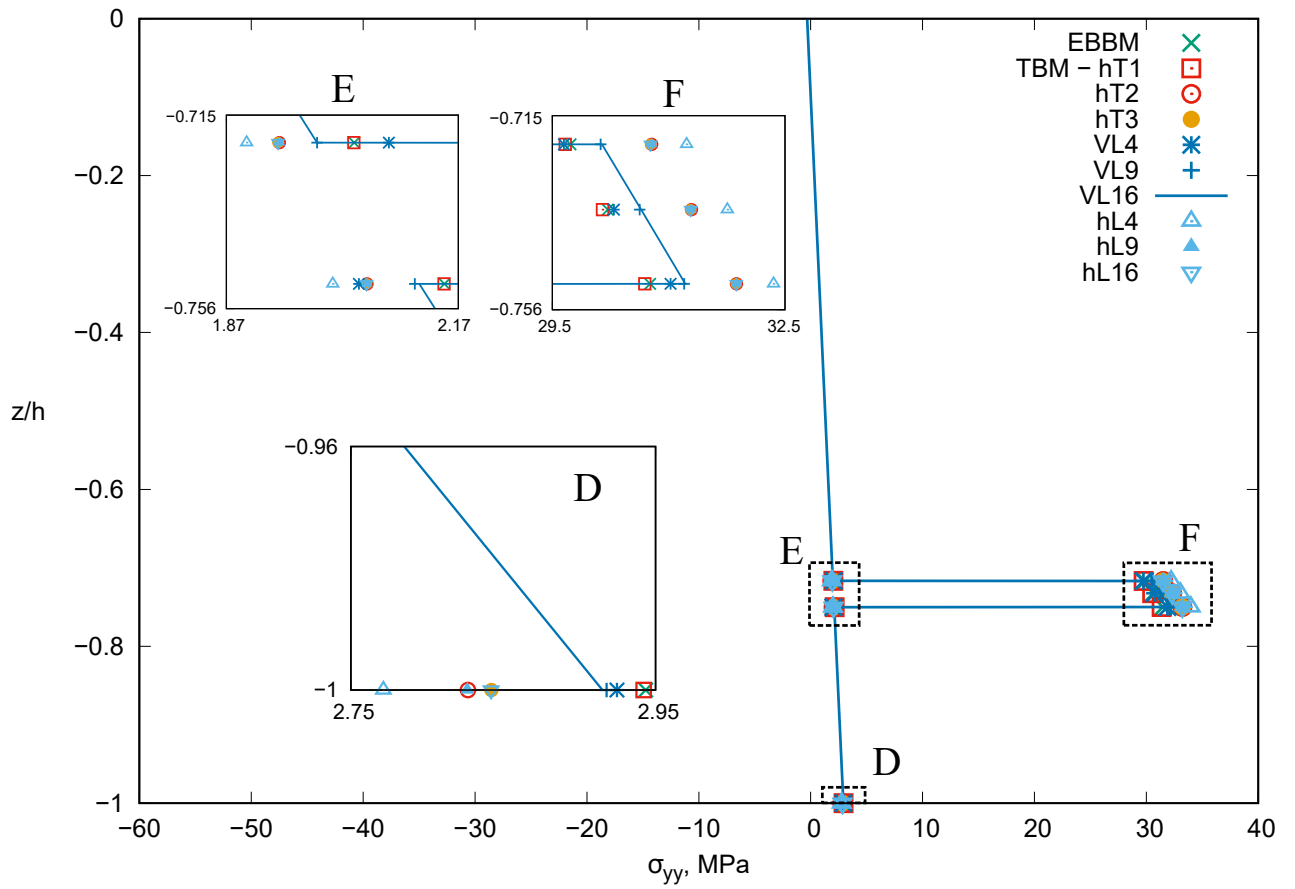 0
−0.2
−0.4
−0.6
−0.8
−1
z/h
−60
−50
−40
−30
−20
−10
0
10
20
30
40
σyy, MPa
EBBM
TBM − hT1
hT2
hT3
VL4
VL9
VL16
hL4
hL9
hL16
E
−0.715
−0.756
1.87
2.17
F
−0.715
−0.756
29.5
32.5
D
−0.96
−1
2.75
2.95
E
F
D